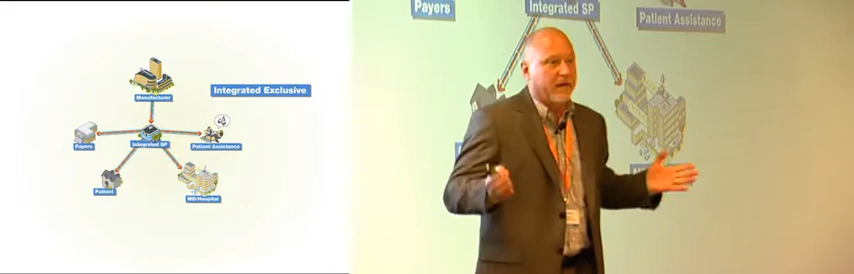 Manufacturer
Integrated Exclusive
Payers
Integrated SP
Patient Assistance
Patient
MD/Hospital
Payers
Integrated SP
Patient Assistance